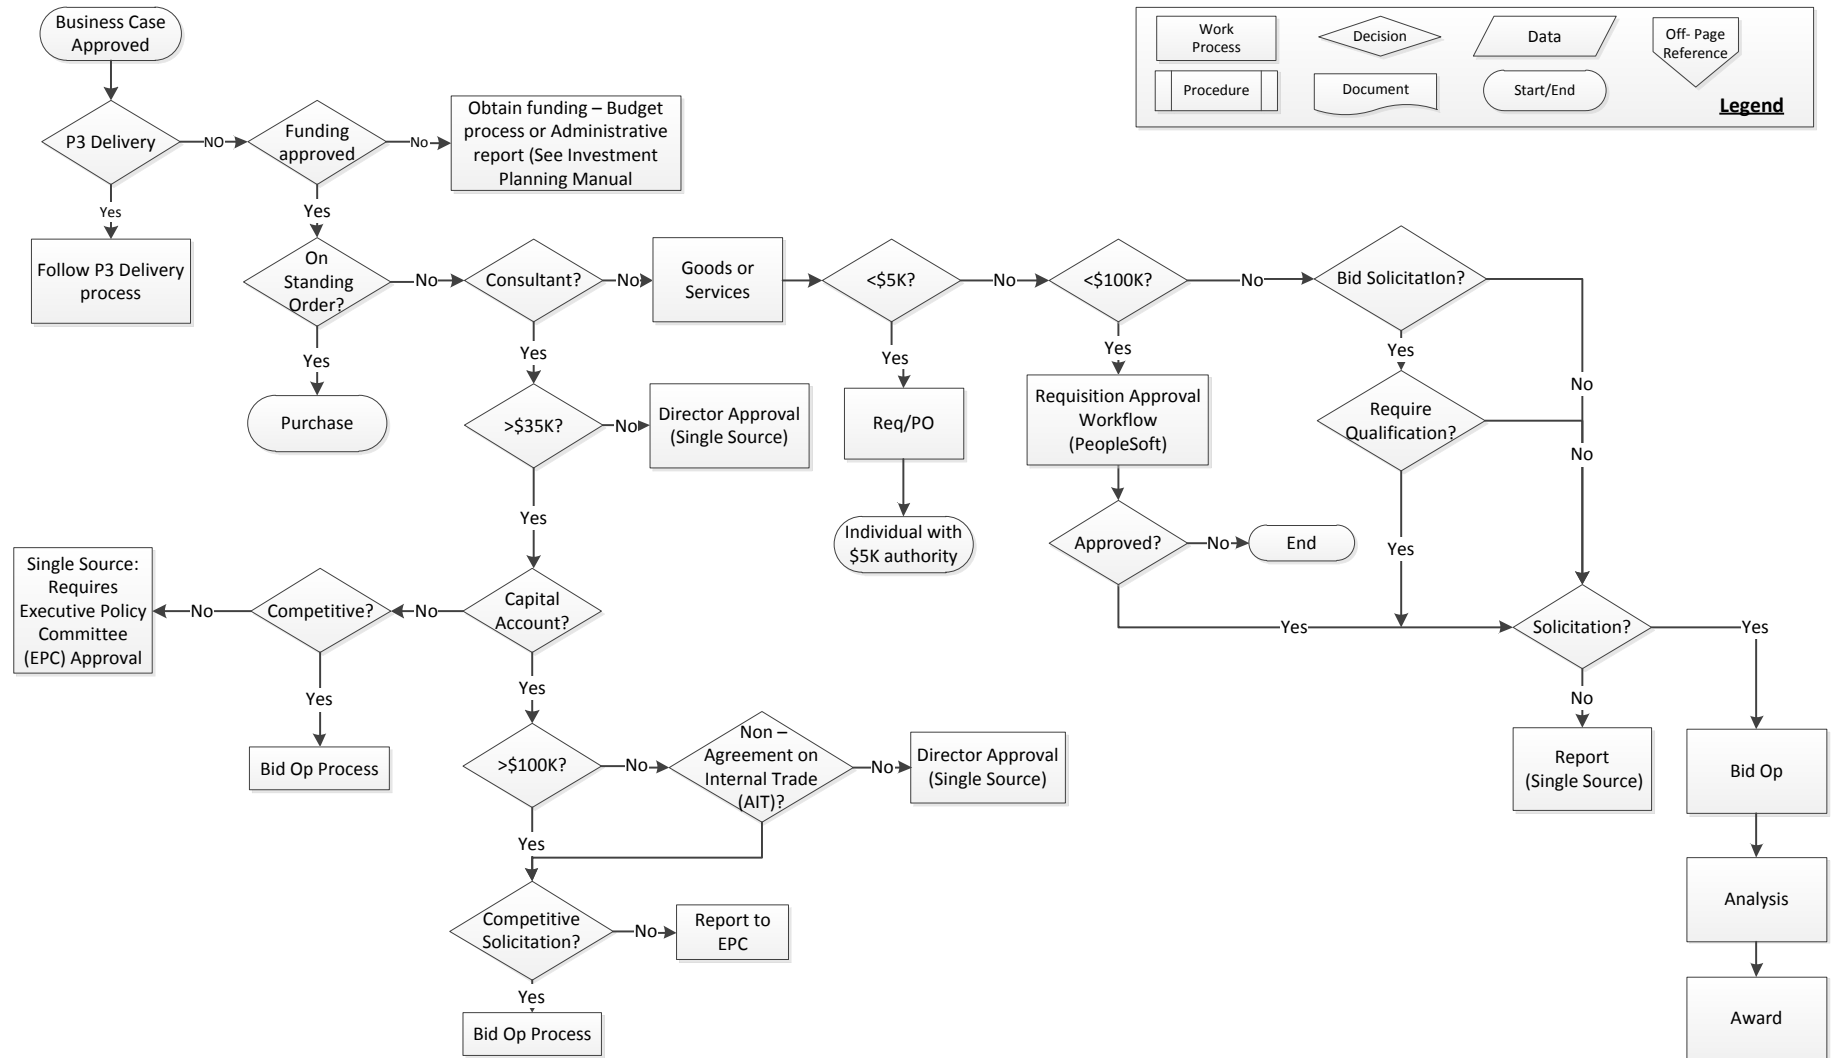 Business Case
Approved
Work
Process
Decision
Data
Off- Page
Reference
Procedure
Document
Start/End
Legend
P3 Delivery
NO
Funding
approved
No
Obtain funding – Budget
process or Administrative
report (See Investment
Planning Manual
Yes
Yes
Follow P3 Delivery
process
On
Standing
Order?
No
Consultant?
No
Goods or
Services
<$5K?
No
<$100K?
No
Bid SolicitatIon?
Yes
Purchase
Yes
>$35K?
No
Director Approval
(Single Source)
Yes
Req/PO
Individual with
$5K authority
Yes
Requisition Approval
Workflow
(PeopleSoft)
Approved?
No
End
Yes
Yes
Require
Qualification?
No
No
Yes
Yes
Single Source:
Requires
Executive Policy
Committee
(EPC) Approval
No
Competitive?
No
Capital
Account?
Solicitation?
Yes
Yes
Bid Op Process
Yes
>$100K?
No
Non –
Agreement on
Internal Trade
(AIT)?
No
Director Approval
(Single Source)
No
Report
(Single Source)
Bid Op
Yes
Analysis
Competitive
Solicitation?
No
Report to
EPC
Yes
Bid Op Process
Award